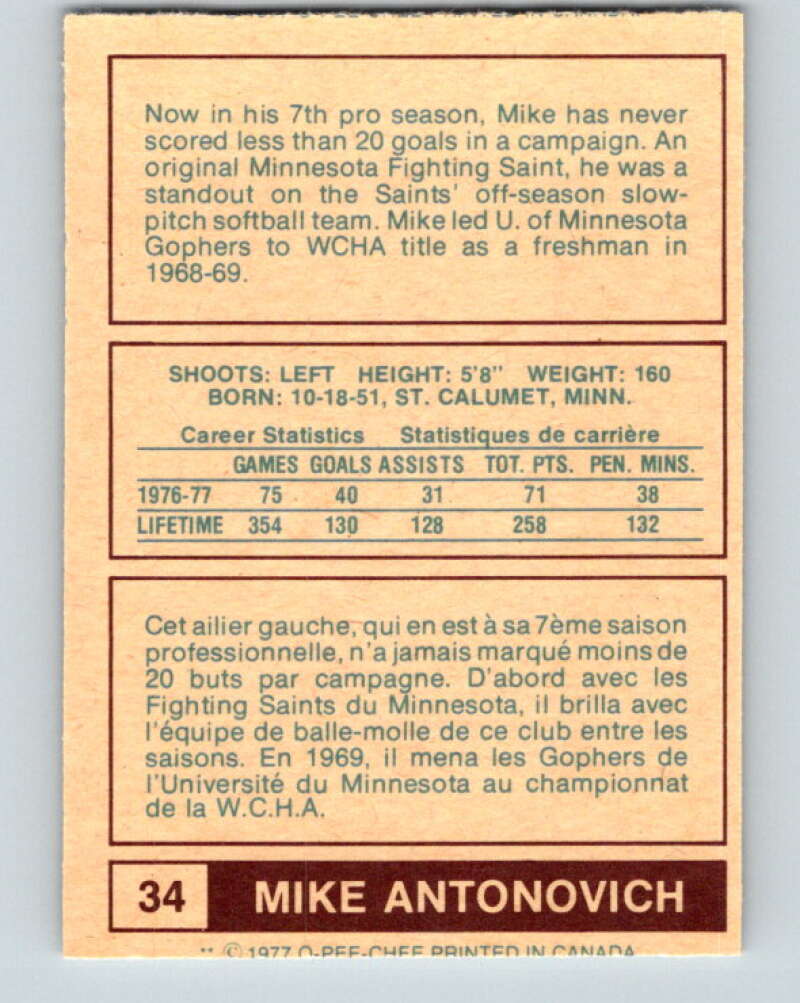 Now in his 7th pro season, Mike has never
scored less than 20 goals in a campaign. An
original Minnesota Fighting Saint, he was a
standout on the Saints' off-season slow-
pitch softball team. Mike led U. of Minnesota
Gophers to WCHA title as a freshman in
1968-69.
SHOOTS: LEFT HEIGHT: 5'8" WEIGHT: 160
BORN: 10-18-51, ST. CALUMET, MINN.
Career Statistics Statistiques de carrière
GAMES GOALS ASSISTS TOT. PTS. PEN. MINS.
1976-77 75 40 31 71 38
LIFETIME 354 130 128 258 132
Cet ailier gauche, qui en est à sa 7ème saison
professionnelle, n'a jamais marqué moins de
20 buts par campagne. D'abord avec les
Fighting Saints du Minnesota, il brilla avec
l'équipe de balle-molle de ce club entre les
saisons. En 1969, il mena les Gophers de
l'Université du Minnesota au championnat
de la W.C.H.A.
34 MIKE ANTONOVICH
** © 1977 O-PEE-CHEE PRINTED IN CANADA